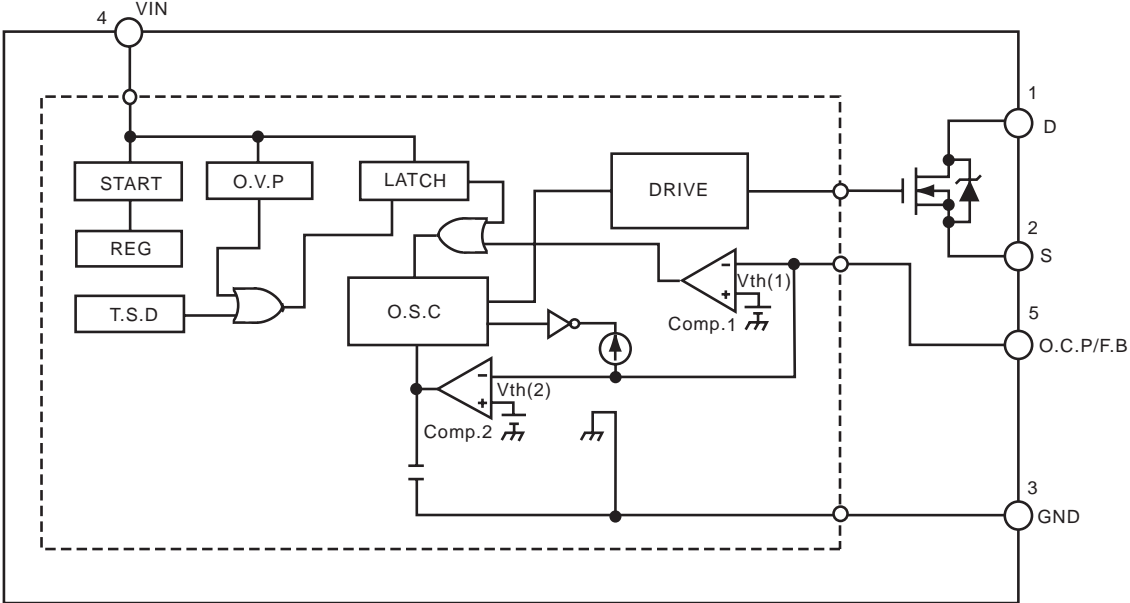 4 VIN
1
D
START
O.V.P
LATCH
DRIVE
REG
2
S
Vth(1)
T.S.D
O.S.C
Comp.1
5
O.C.P/F.B
Vth(2)
Comp.2
3
GND